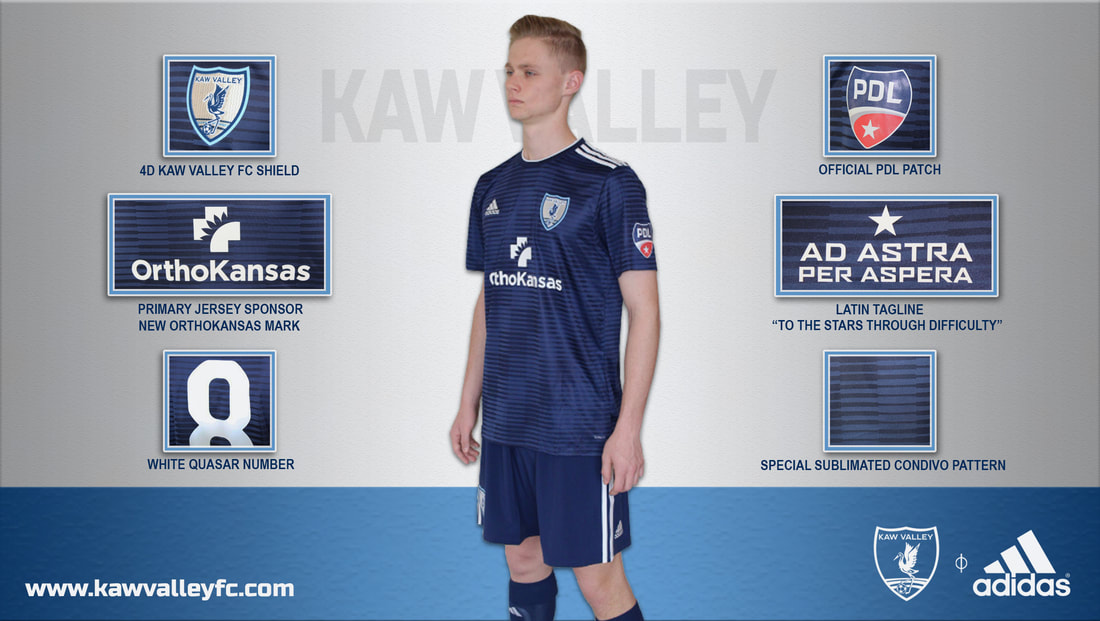 KAW VALLEY
KAW VALLEY
4D KAW VALLEY FC SHIELD
OrthoKansas
PRIMARY JERSEY SPONSOR
NEW ORTHOKANSAS MARK
8
WHITE QUASAR NUMBER
adidas
PDL
OrthoKansas
PDL
OFFICIAL PDL PATCH
AD ASTRA
PER ASPERA
LATIN TAGLINE
“TO THE STARS THROUGH DIFFICULTY”
SPECIAL SUBLIMATED CONDIVO PATTERN
www.kawvalleyfc.com
KAW VALLEY
adidas